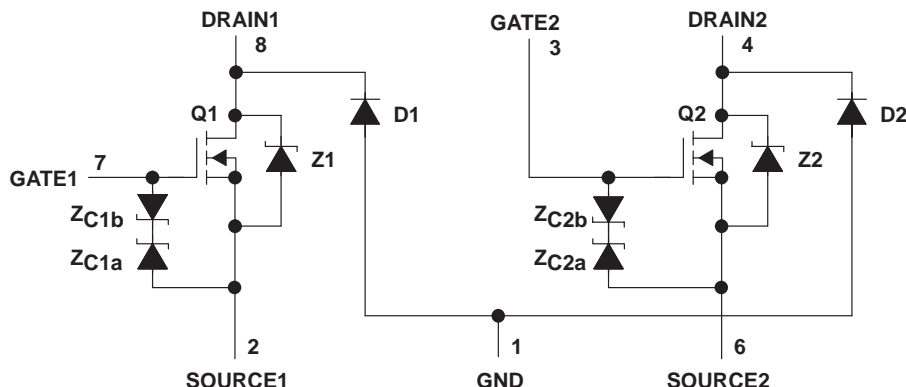 DRAIN1
8
GATE2
3
DRAIN2
4
Q1
D1
Q2
D2
7
GATE1
Z1
Z2
ZC1b
ZC1a
ZC2b
ZC2a
2
SOURCE1
1
GND
6
SOURCE2